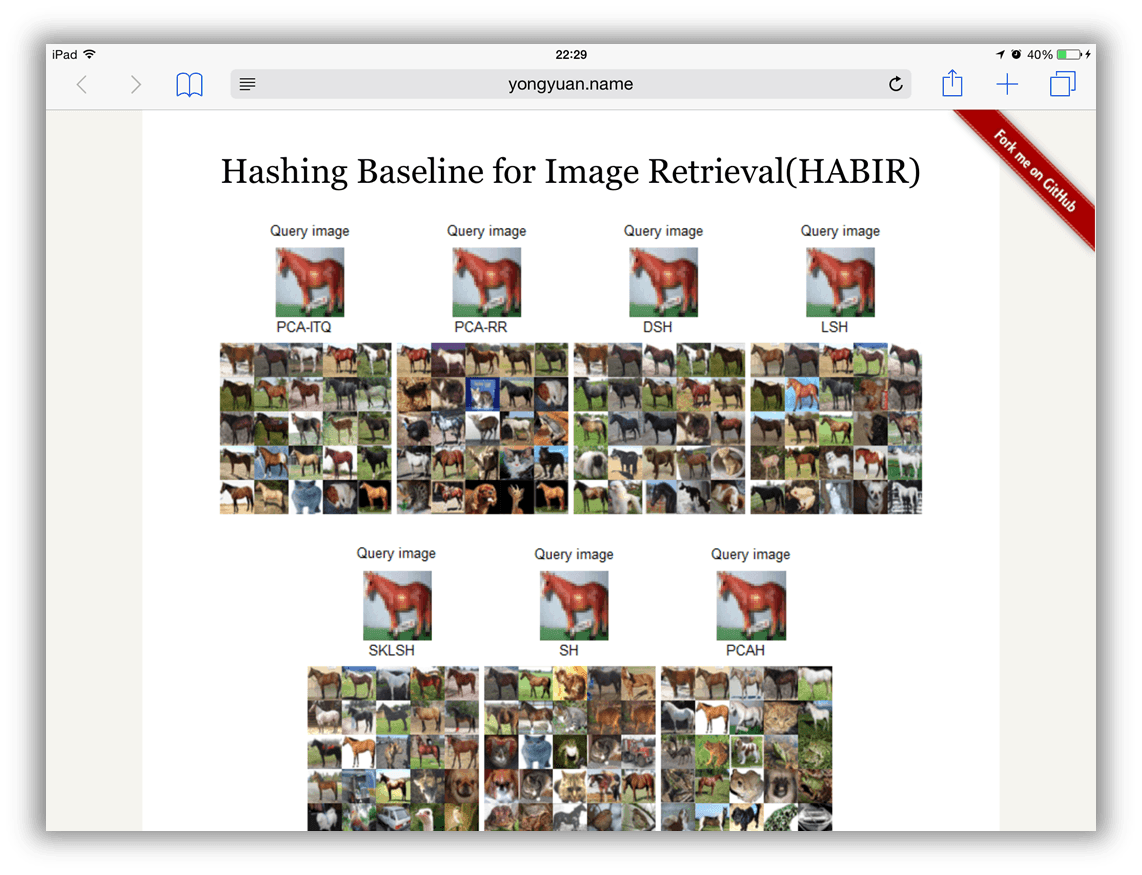 iPad 22:29 40%
yongyuan.name
Fork me on GitHub
Hashing Baseline for Image Retrieval(HABIR)
Query image Query image Query image Query image
PCA-ITQ PCA-RR DSH LSH
Query image Query image Query image
SKLSH SH PCAH